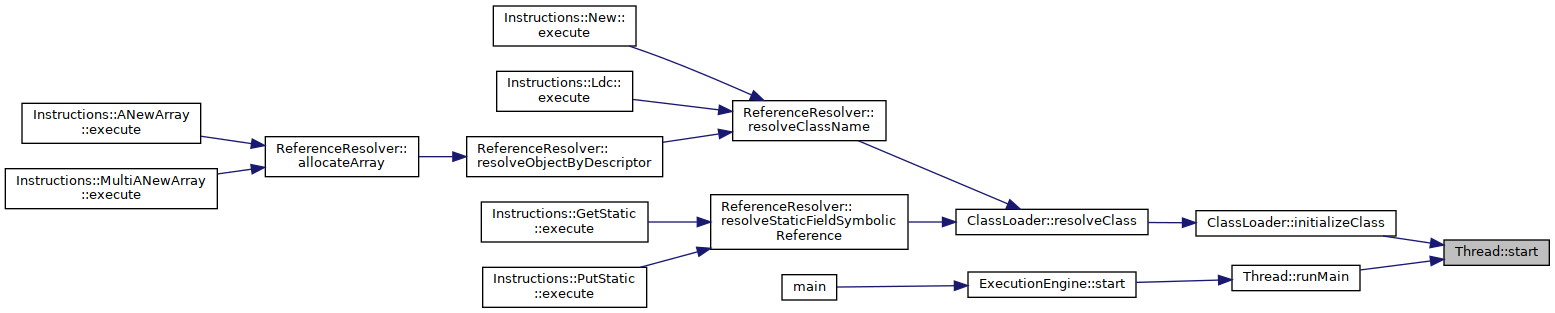 Instructions::New::
execute
Instructions::Ldc::
execute
ReferenceResolver::
resolveClassName
Instructions::ANewArray
::execute
ReferenceResolver::
allocateArray
ReferenceResolver::
resolveObjectByDescriptor
Instructions::MultiANewArray
::execute
Instructions::GetStatic
::execute
ReferenceResolver::
resolveStaticFieldSymbolic
Reference
ClassLoader::resolveClass
ClassLoader::initializeClass
Thread::start
Instructions::PutStatic
::execute
main
ExecutionEngine::start
Thread::runMain